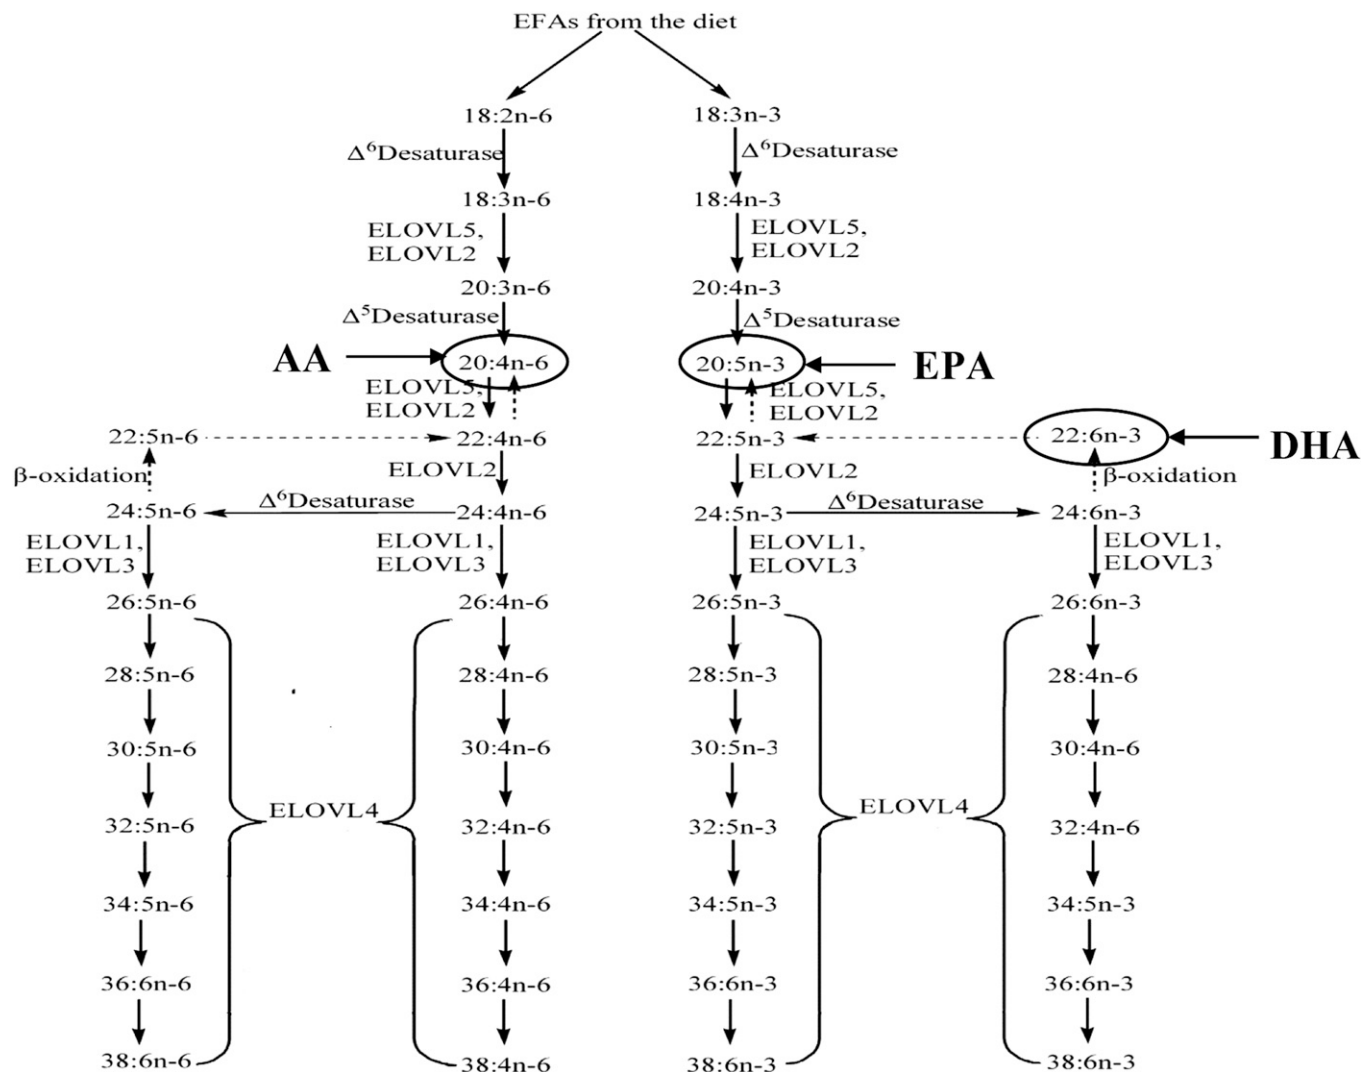 EFAs from the diet
18:2n-6 18:3n-3
Δ⁶Desaturase Δ⁶Desaturase
18:3n-6 18:4n-3
ELOVL5, ELOVL5,
ELOVL2 ELOVL2
20:3n-6 20:4n-3
Δ⁵Desaturase Δ⁵Desaturase
AA 20:4n-6 20:5n-3 EPA
ELOVL5, ELOVL5,
ELOVL2 ELOVL2
22:5n-6 22:4n-6 22:5n-3 22:6n-3 DHA
β-oxidation ELOVL2 ELOVL2 β-oxidation
Δ⁶Desaturase Δ⁶Desaturase
24:5n-6 24:4n-6 24:5n-3 24:6n-3
ELOVL1, ELOVL1, ELOVL1, ELOVL1,
ELOVL3 ELOVL3 ELOVL3 ELOVL3
26:5n-6 26:4n-6 26:5n-3 26:6n-3
28:5n-6 28:4n-6 28:5n-3 28:4n-6
30:5n-6 30:4n-6 30:5n-3 30:4n-6
ELOVL4 ELOVL4
32:5n-6 32:4n-6 32:5n-3 32:4n-6
34:5n-6 34:4n-6 34:5n-3 34:5n-3
36:6n-6 36:4n-6 36:6n-3 36:6n-3
38:6n-6 38:4n-6 38:6n-3 38:6n-3